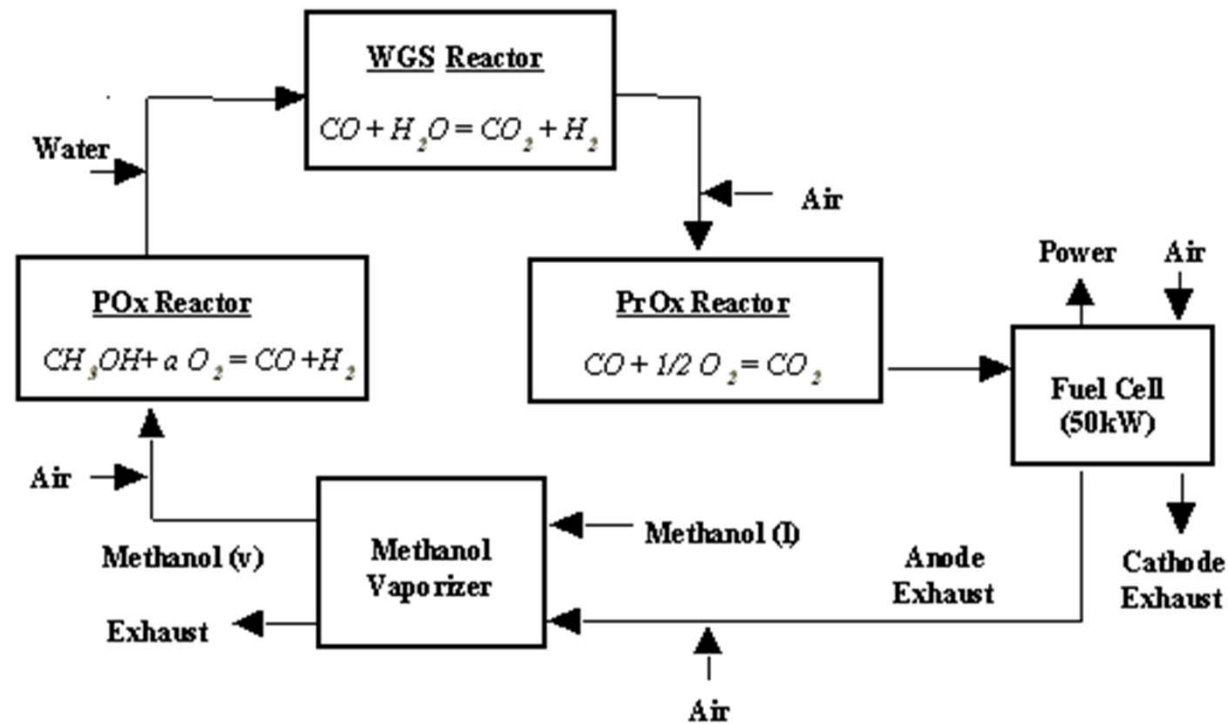 WGS Reactor
CO + H₂O = CO₂ + H₂
Water
Air
POx Reactor
CH₃OH + a O₂ = CO + H₂
PrOx Reactor
CO + 1/2 O₂ = CO₂
Power
Air
Fuel Cell
(50kW)
Air
Methanol (v)
Methanol
Vaporizer
Methanol (l)
Anode
Exhaust
Cathode
Exhaust
Exhaust
Air